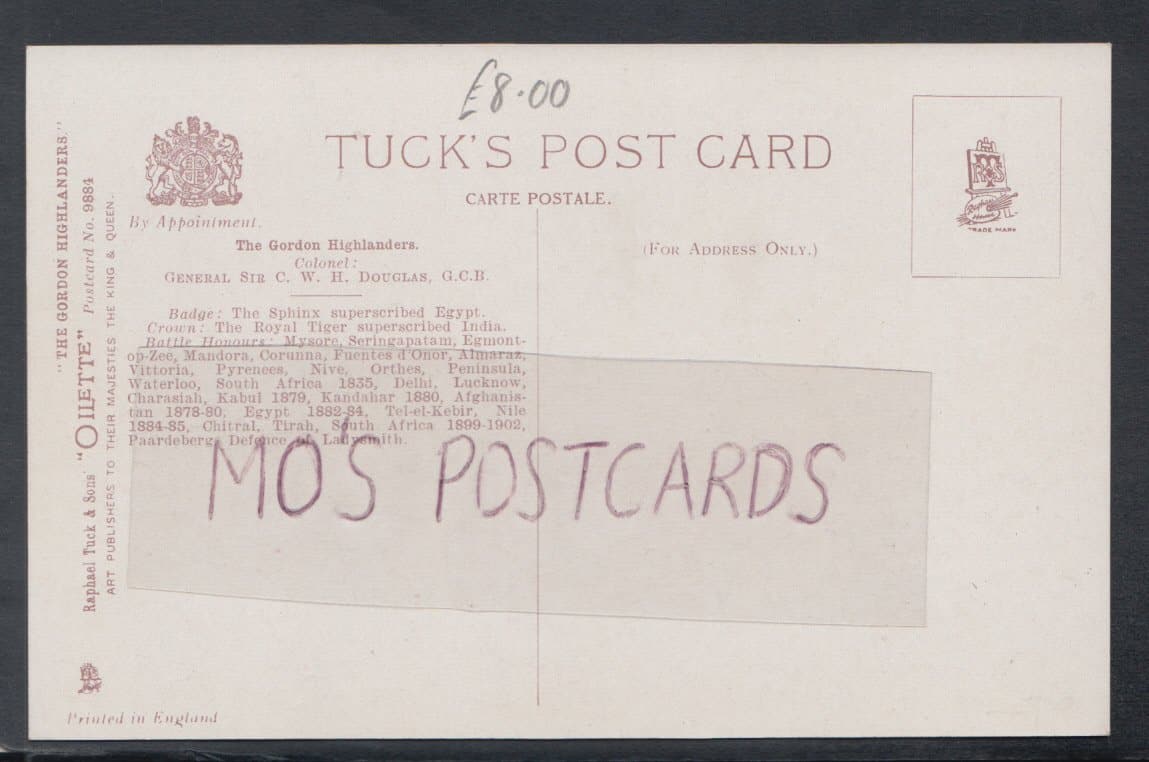 £8.00
TUCK'S POST CARD
CARTE POSTALE.
By Appointment.
The Gordon Highlanders.
Colonel:
GENERAL SIR C. W. H. DOUGLAS, G.C.B.
Badge: The Sphinx superscribed Egypt.
Crown: The Royal Tiger superscribed India.
Battle Honours: Mysore, Seringapatam, Egmont-
op-Zee, Mandora, Corunna, Fuentes d'Onor, Almaraz,
Vittoria, Pyrenees, Nive, Orthes, Peninsula,
Waterloo, South Africa 1835, Delhi, Lucknow,
Charasiah, Kabul 1879, Kandahar 1880, Afghanis-
tan 1878-80, Egypt 1882-84, Tel-el-Kebir, Nile
1884-85, Chitral, Tirah, South Africa 1899-1902,
Paardeberg, Defence of Ladysmith.
(FOR ADDRESS ONLY.)
TRADE MARK
MO'S POSTCARDS
"THE GORDON HIGHLANDERS"
Raphael Tuck & Sons' "OILETTE" Postcard No. 9884
ART PUBLISHERS TO THEIR MAJESTIES THE KING & QUEEN.
Printed in England